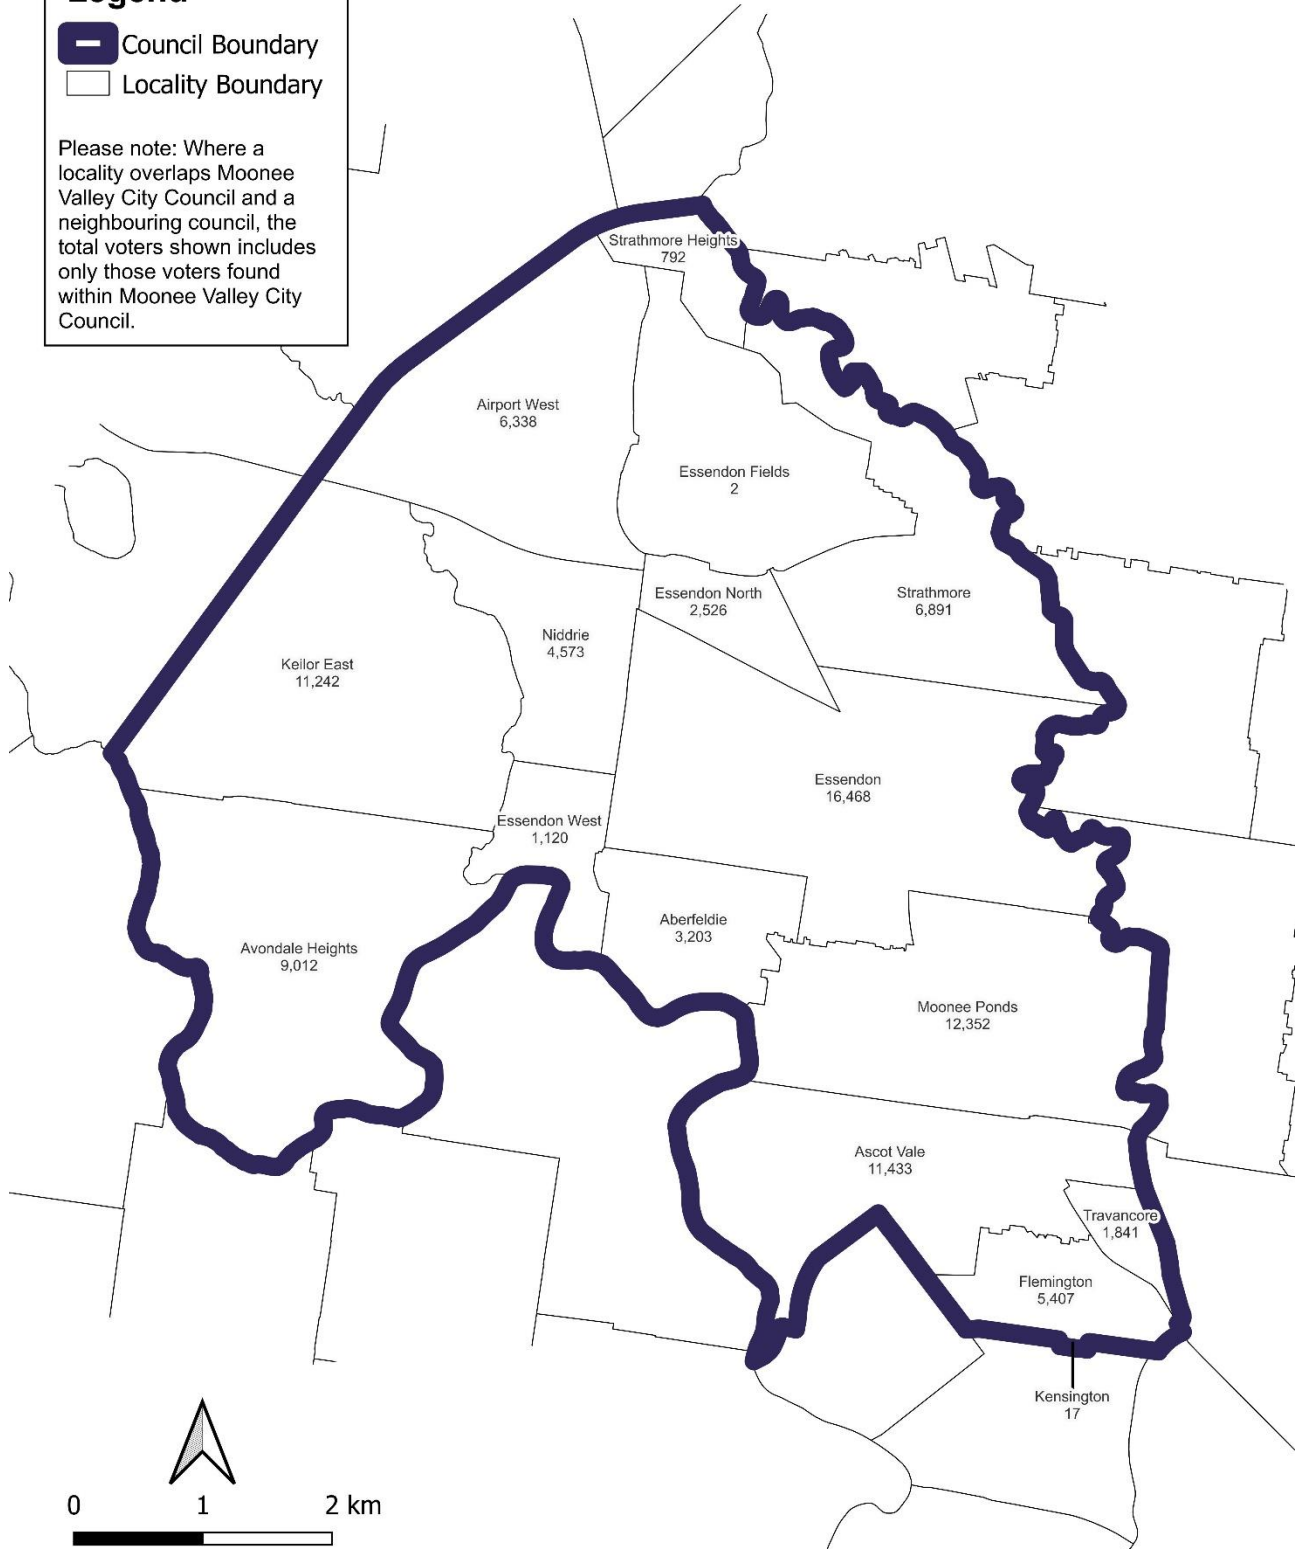 Legend
Council Boundary
Locality Boundary
Please note: Where a
locality overlaps Moonee
Valley City Council and a
neighbouring council, the
total voters shown includes
only those voters found
within Moonee Valley City
Council.
Strathmore Heights
792
Airport West
6,338
Essendon Fields
2
Essendon North
2,526
Strathmore
6,891
Niddrie
4,573
Keilor East
11,242
Essendon
16,468
Essendon West
1,120
Aberfeldie
3,203
Avondale Heights
9,012
Moonee Ponds
12,352
Ascot Vale
11,433
Travancore
1,841
Flemington
5,407
Kensington
17
0 1 2 km